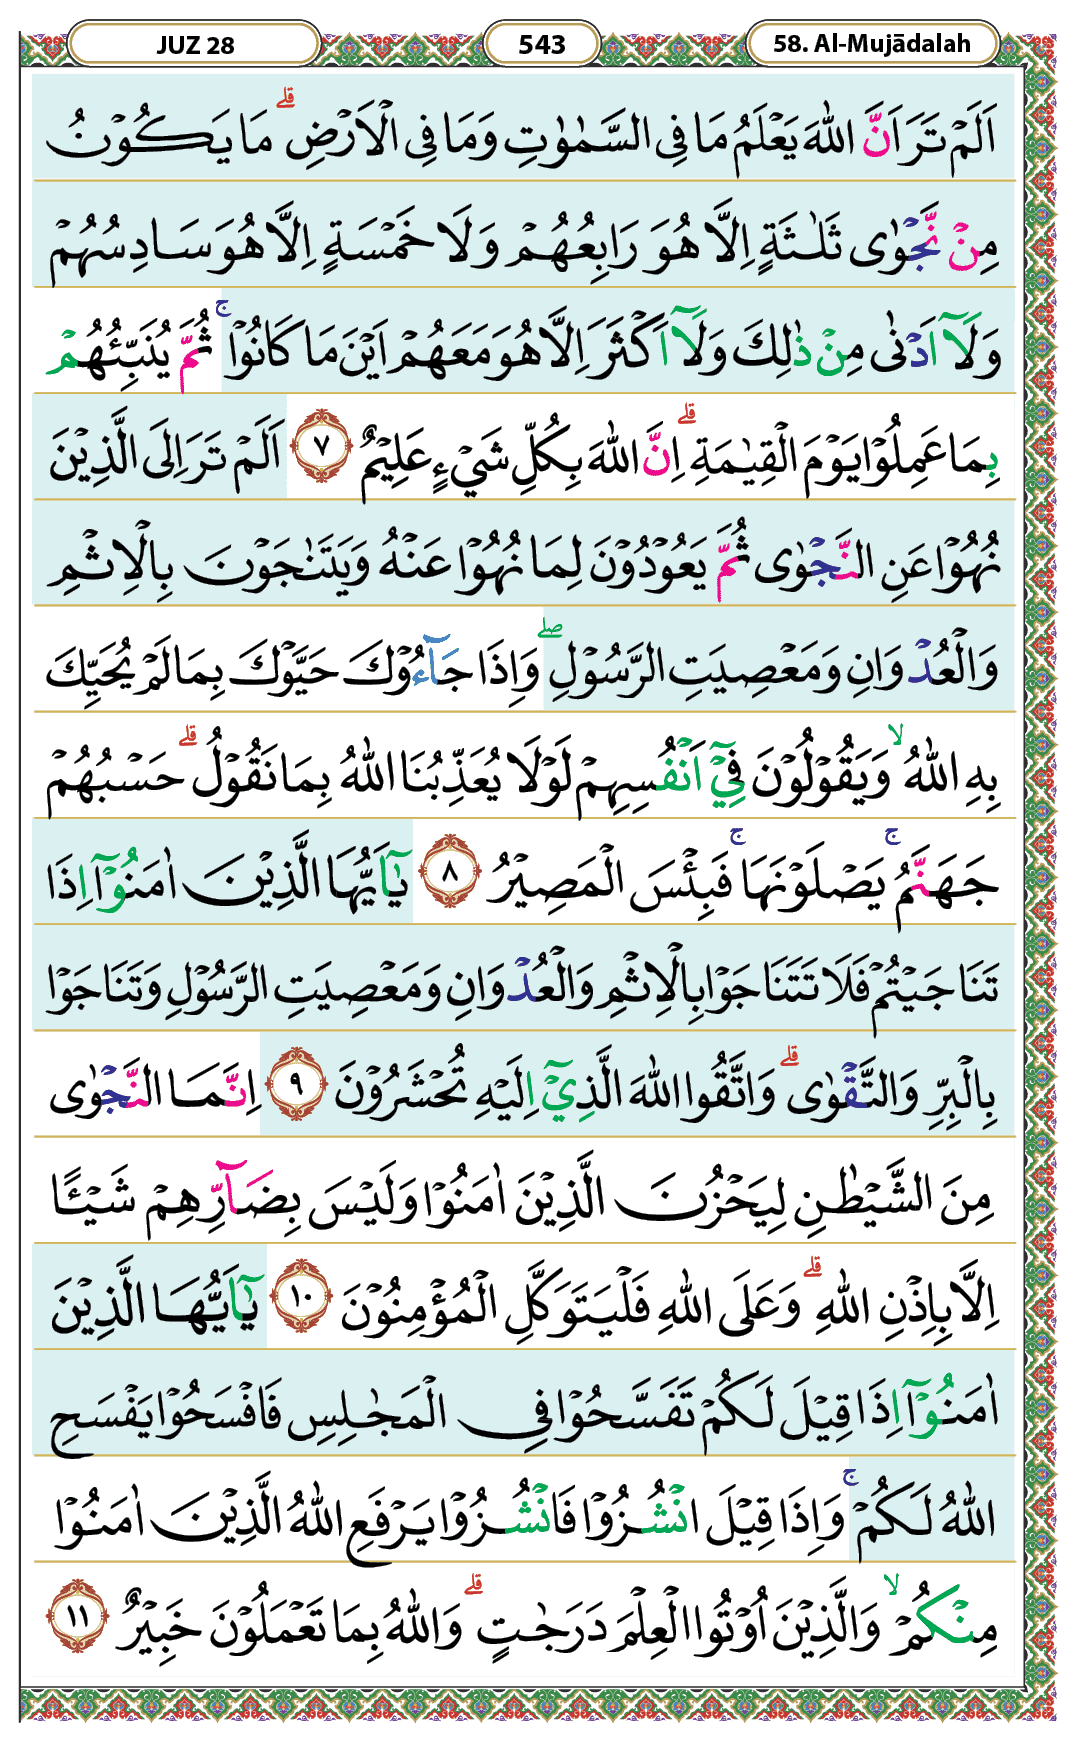 JUZ 28
543
58. Al-Mujādalah
اَلَمْ تَرَ اَنَّ اللّٰهَ يَعْلَمُ مَا فِى السَّمٰوٰتِ وَمَا فِى الْاَرْضِ ۗ مَا يَكُوْنُ
مِنْ نَّجْوٰى ثَلٰثَةٍ اِلَّا هُوَ رَابِعُهُمْ وَلَا خَمْسَةٍ اِلَّا هُوَ سَادِسُهُمْ
وَلَآ اَدْنٰى مِنْ ذٰلِكَ وَلَآ اَكْثَرَ اِلَّا هُوَ مَعَهُمْ اَيْنَ مَا كَانُوْاۚ ثُمَّ يُنَبِّئُهُمْ
بِمَا عَمِلُوْا يَوْمَ الْقِيٰمَةِ ۗاِنَّ اللّٰهَ بِكُلِّ شَيْءٍ عَلِيْمٌ ٧ اَلَمْ تَرَ اِلَى الَّذِيْنَ
نُهُوْا عَنِ النَّجْوٰى ثُمَّ يَعُوْدُوْنَ لِمَا نُهُوْا عَنْهُ وَيَتَنٰجَوْنَ بِالْاِثْمِ
وَالْعُدْوَانِ وَمَعْصِيَتِ الرَّسُوْلِ ۖ وَاِذَا جَاۤءُوْكَ حَيَّوْكَ بِمَا لَمْ يُحَيِّكَ
بِهِ اللّٰهُ ۙ وَيَقُوْلُوْنَ فِيْٓ اَنْفُسِهِمْ لَوْلَا يُعَذِّبُنَا اللّٰهُ بِمَا نَقُوْلُ ۗ حَسْبُهُمْ
جَهَنَّمُ ۚ يَصْلَوْنَهَا ۚ فَبِئْسَ الْمَصِيْرُ ٨ يٰٓاَيُّهَا الَّذِيْنَ اٰمَنُوْٓا اِذَا
تَنَاجَيْتُمْ فَلَا تَتَنَاجَوْا بِالْاِثْمِ وَالْعُدْوَانِ وَمَعْصِيَتِ الرَّسُوْلِ وَتَنَاجَوْا
بِالْبِرِّ وَالتَّقْوٰى ۗ وَاتَّقُوا اللّٰهَ الَّذِيْٓ اِلَيْهِ تُحْشَرُوْنَ ٩ اِنَّمَا النَّجْوٰى
مِنَ الشَّيْطٰنِ لِيَحْزُنَ الَّذِيْنَ اٰمَنُوْا وَلَيْسَ بِضَاۤرِّهِمْ شَيْـًٔا
اِلَّا بِاِذْنِ اللّٰهِ ۗ وَعَلَى اللّٰهِ فَلْيَتَوَكَّلِ الْمُؤْمِنُوْنَ ١٠ يٰٓاَيُّهَا الَّذِيْنَ
اٰمَنُوْٓا اِذَا قِيْلَ لَكُمْ تَفَسَّحُوْا فِى الْمَجٰلِسِ فَافْسَحُوْا يَفْسَحِ
اللّٰهُ لَكُمْ ۚ وَاِذَا قِيْلَ انْشُزُوْا فَانْشُزُوْا يَرْفَعِ اللّٰهُ الَّذِيْنَ اٰمَنُوْا
مِنْكُمْ ۙ وَالَّذِيْنَ اُوْتُوا الْعِلْمَ دَرَجٰتٍ ۗ وَاللّٰهُ بِمَا تَعْمَلُوْنَ خَبِيْرٌ ١١